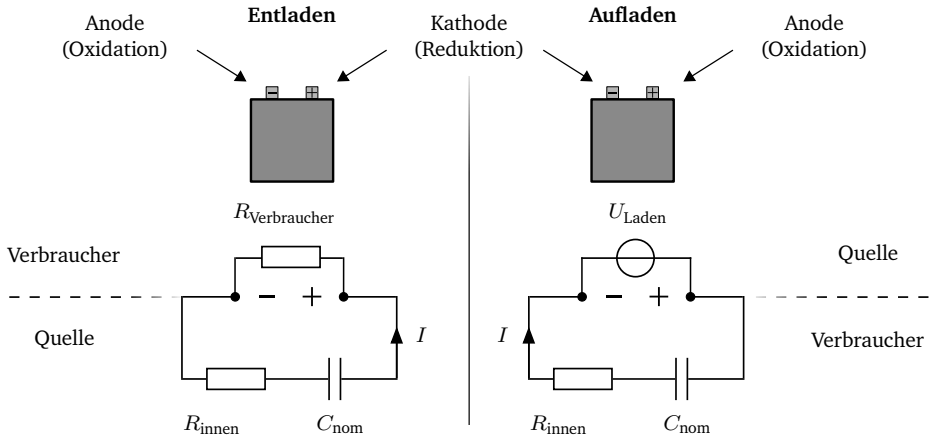 Entladen
Anode
(Oxidation)
Kathode
(Reduktion)
Aufladen
Anode
(Oxidation)
− +
− +
R_Verbraucher
U_Laden
Verbraucher
Quelle
− +
− +
Quelle
I
I
Verbraucher
R_innen
C_nom
R_innen
C_nom